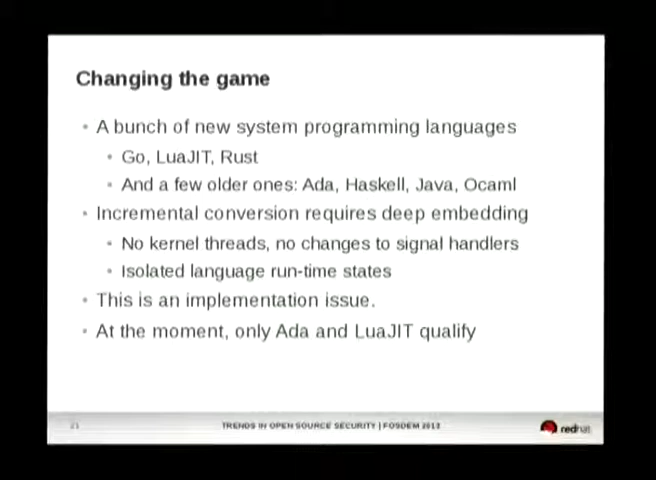 Changing the game
• A bunch of new system programming languages
• Go, LuaJIT, Rust
• And a few older ones: Ada, Haskell, Java, Ocaml
• Incremental conversion requires deep embedding
• No kernel threads, no changes to signal handlers
• Isolated language run-time states
• This is an implementation issue.
• At the moment, only Ada and LuaJIT qualify
TRENDS IN OPEN SOURCE SECURITY | FOSDEM 2013
redhat